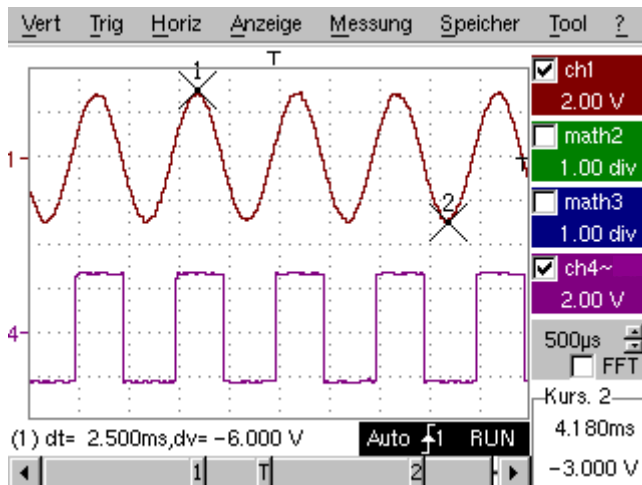 Vert Trig Horiz Anzeige Messung Speicher Tool ?
T
1
2
1
T
4
ch1
2.00 V
math2
1.00 div
math3
1.00 div
ch4~
2.00 V
500µs
FFT
Kurs. 2
4.180ms
-3.000 V
(1) dt= 2.500ms,dv= -6.000 V
Auto 1 RUN
1 T 2